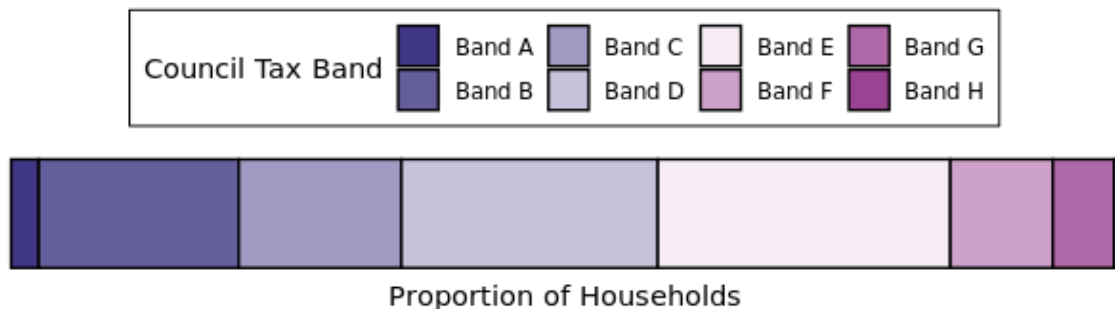 Council Tax Band
Band A
Band B
Band C
Band D
Band E
Band F
Band G
Band H
Proportion of Households